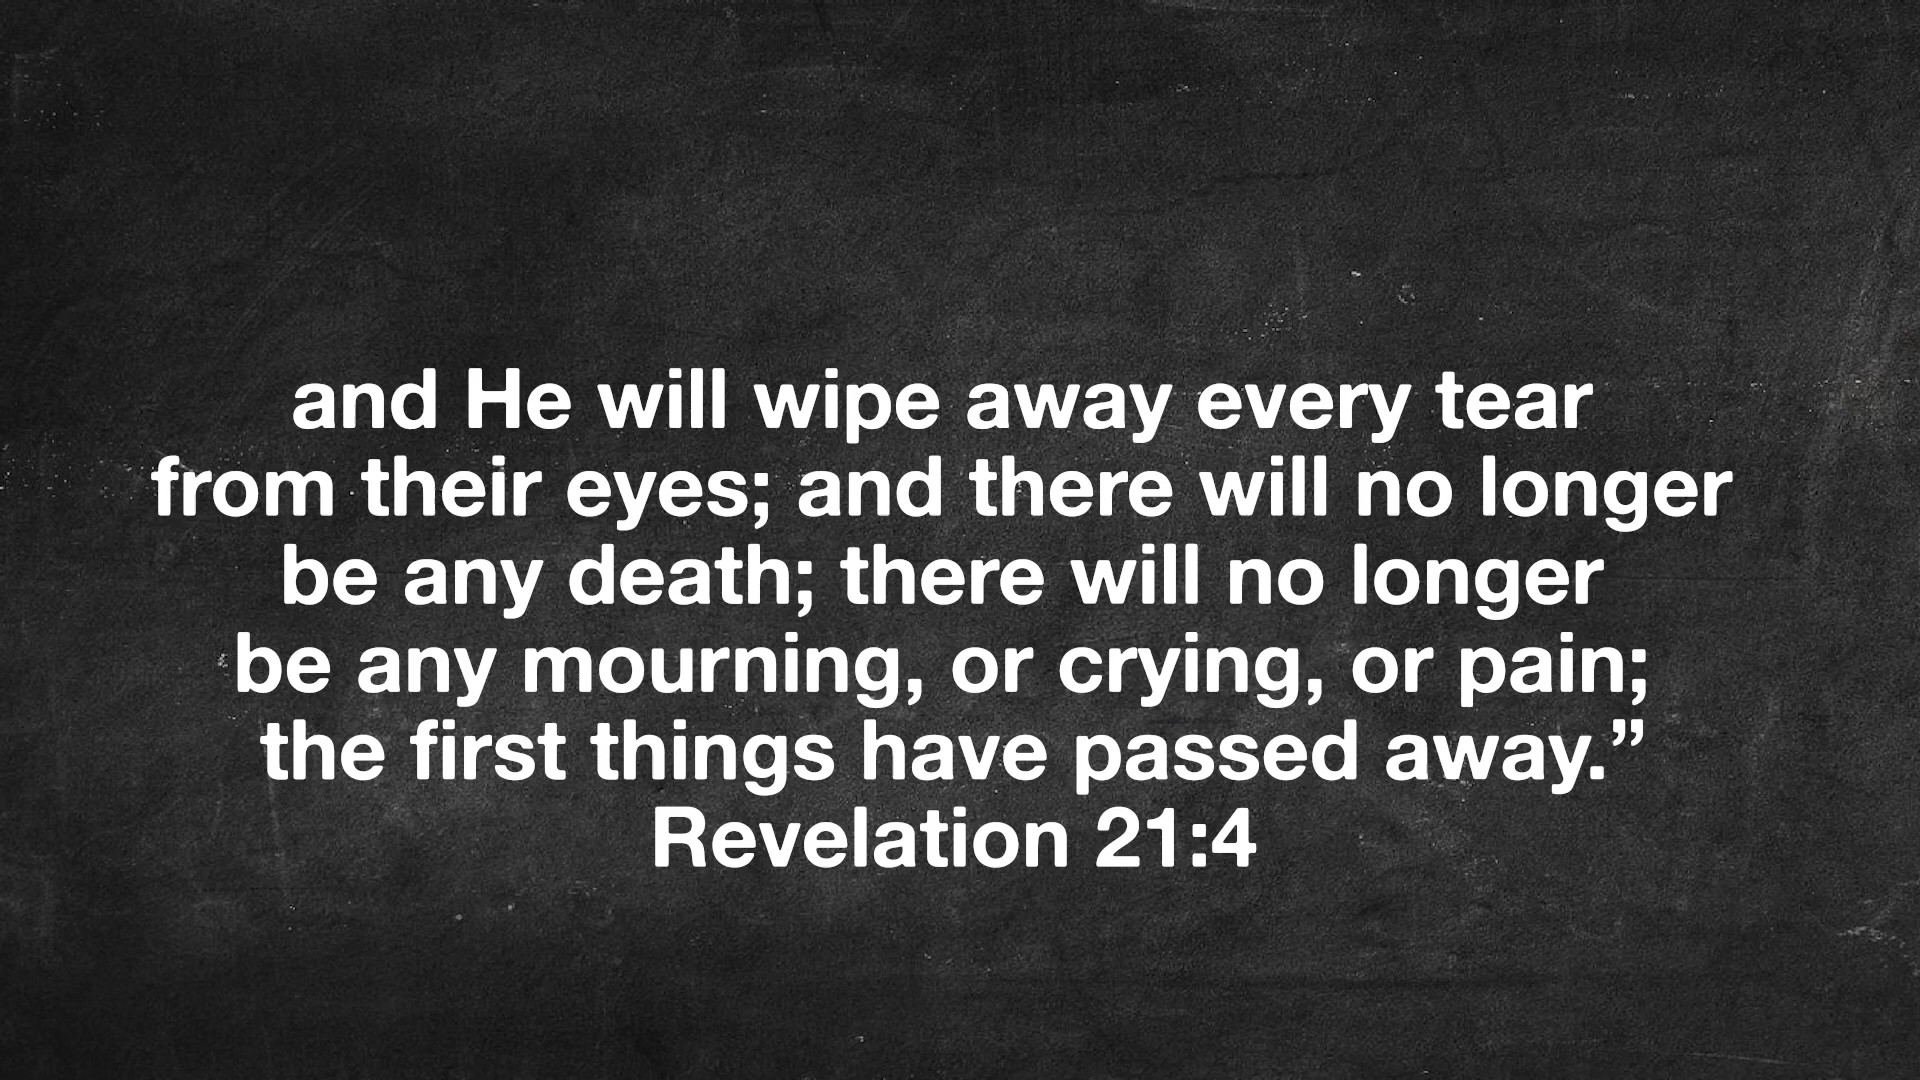 and He will wipe away every tear
from their eyes; and there will no longer
be any death; there will no longer
be any mourning, or crying, or pain;
the first things have passed away.”
Revelation 21:4